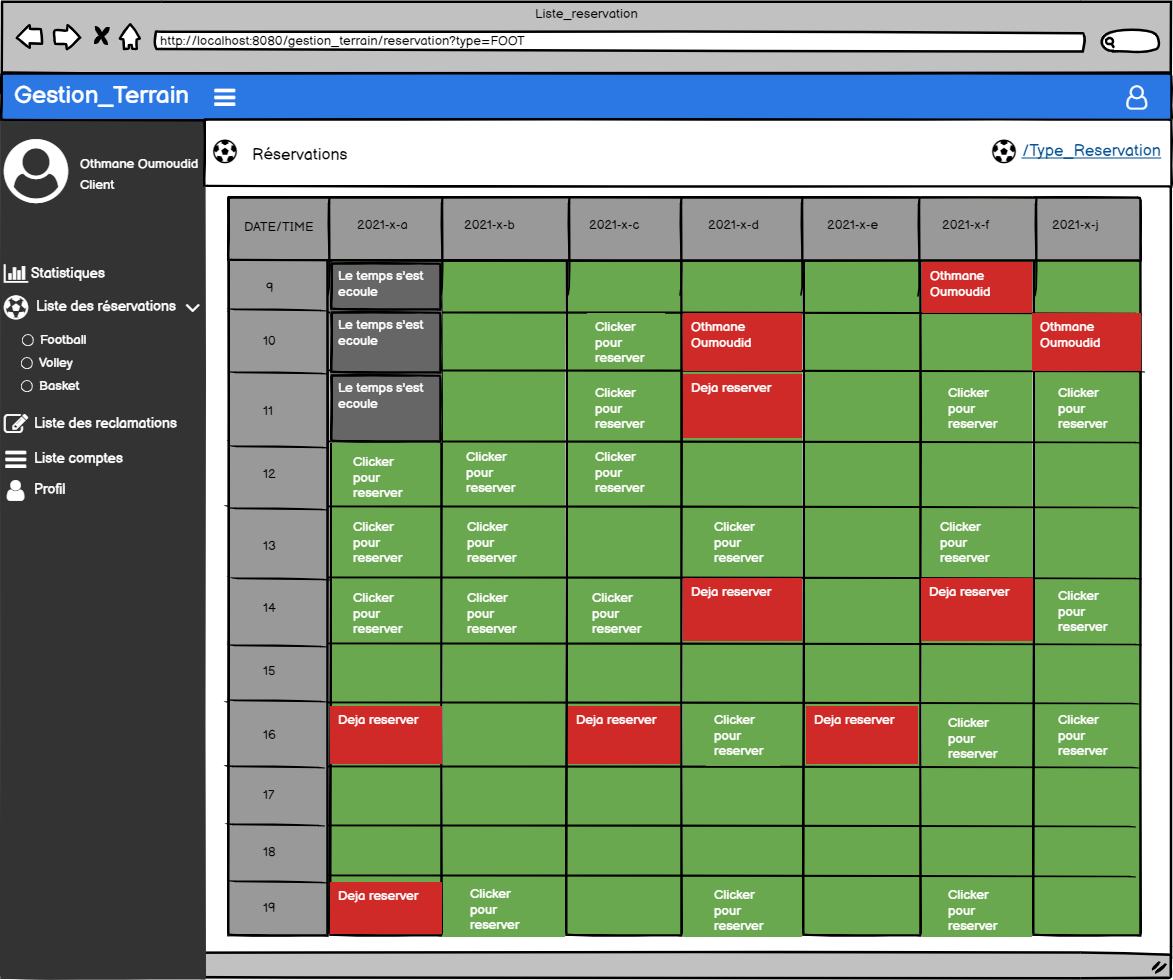 Liste_reservation
http://localhost:8080/gestion_terrain/reservation?type=FOOT
Gestion_Terrain
Othmane Oumoudid
Client
Statistiques
Liste des réservations
Football
Volley
Basket
Liste des reclamations
Liste comptes
Profil
Réservations
/Type_Reservation
DATE/TIME
2021-x-a
2021-x-b
2021-x-c
2021-x-d
2021-x-e
2021-x-f
2021-x-j
9
Le temps s'est
ecoule
Othmane
Oumoudid
10
Le temps s'est
ecoule
Clicker
pour
reserver
Othmane
Oumoudid
Othmane
Oumoudid
11
Le temps s'est
ecoule
Clicker
pour
reserver
Deja reserver
Clicker
pour
reserver
Clicker
pour
reserver
12
Clicker
pour
reserver
Clicker
pour
reserver
Clicker
pour
reserver
13
Clicker
pour
reserver
Clicker
pour
reserver
Clicker
pour
reserver
Clicker
pour
reserver
14
Clicker
pour
reserver
Clicker
pour
reserver
Clicker
pour
reserver
Deja reserver
Deja reserver
Clicker
pour
reserver
15
16
Deja reserver
Deja reserver
Clicker
pour
reserver
Deja reserver
Clicker
pour
reserver
Clicker
pour
reserver
17
18
19
Deja reserver
Clicker
pour
reserver
Clicker
pour
reserver
Clicker
pour
reserver